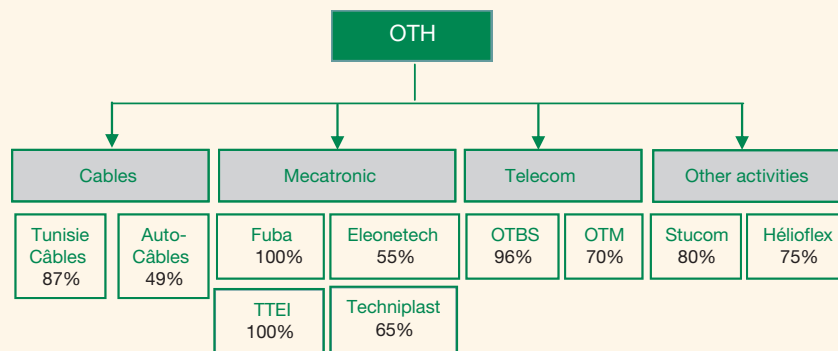 OTH
Cables
Mecatronic
Telecom
Other activities
Tunisie
Câbles
87%
Auto-
Câbles
49%
Fuba
100%
Eleonetech
55%
OTBS
96%
OTM
70%
Stucom
80%
Hélioflex
75%
TTEI
100%
Techniplast
65%